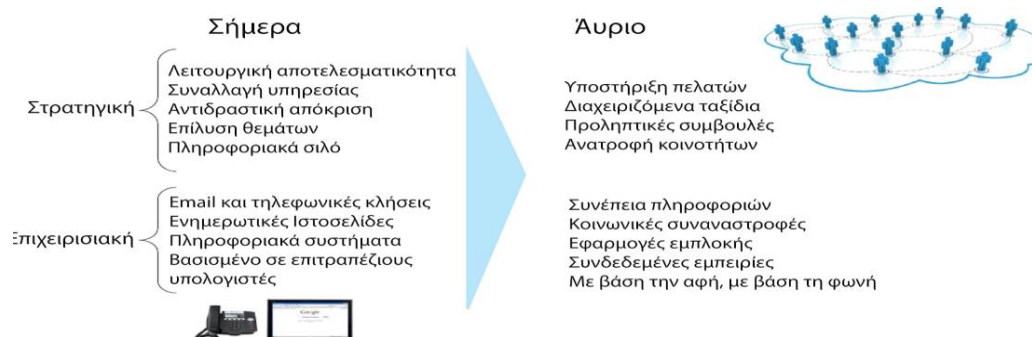 Σήμερα
Άυριο
Στρατηγική
Λειτουργική αποτελεσματικότητα
Συναλλαγή υπηρεσίας
Αντιδραστική απόκριση
Επίλυση θεμάτων
Πληροφοριακά σιλό
Υποστήριξη πελατών
Διαχειριζόμενα ταξίδια
Προληπτικές συμβουλές
Ανατροφή κοινοτήτων
Επιχειρισιακή
Email και τηλεφωνικές κλήσεις
Ενημερωτικές Ιστοσελίδες
Πληροφοριακά συστήματα
Βασισμένο σε επιτραπέζιους
υπολογιστές
Συνέπεια πληροφοριών
Κοινωνικές συναναστροφές
Εφαρμογές εμπλοκής
Συνδεδεμένες εμπειρίες
Με βάση την αφή, με βάση τη φωνή
Google